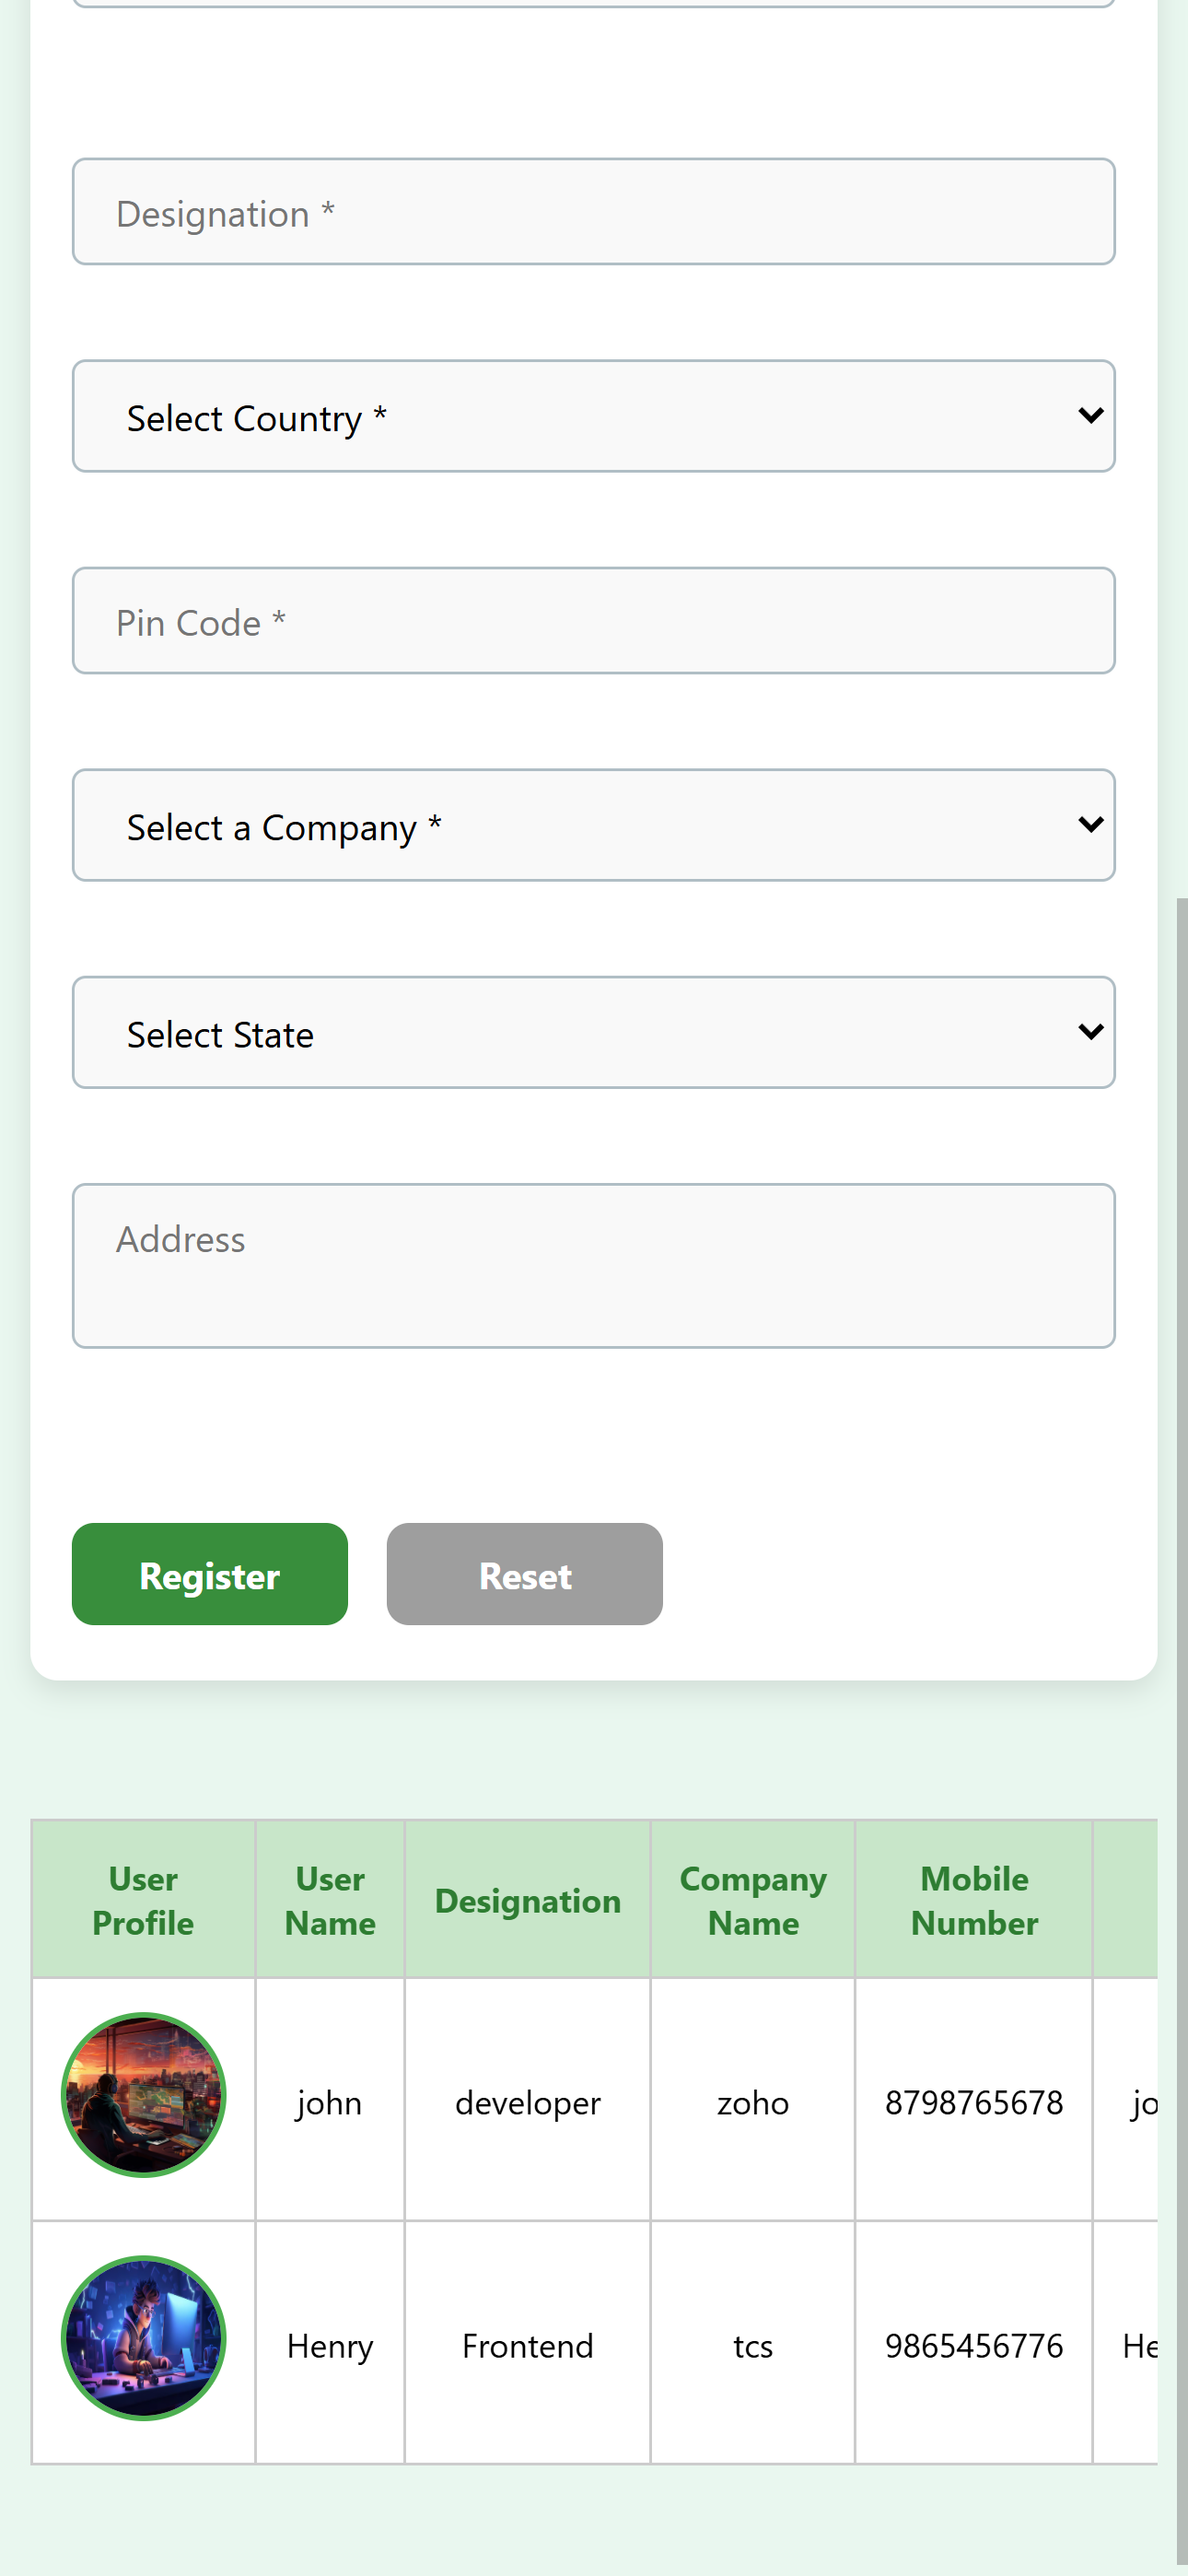 Designation *
Select Country *
Pin Code *
Select a Company *
Select State
Address
Register Reset
User Profile User Name Designation Company Name Mobile Number
john developer zoho 8798765678 jo
Henry Frontend tcs 9865456776 He